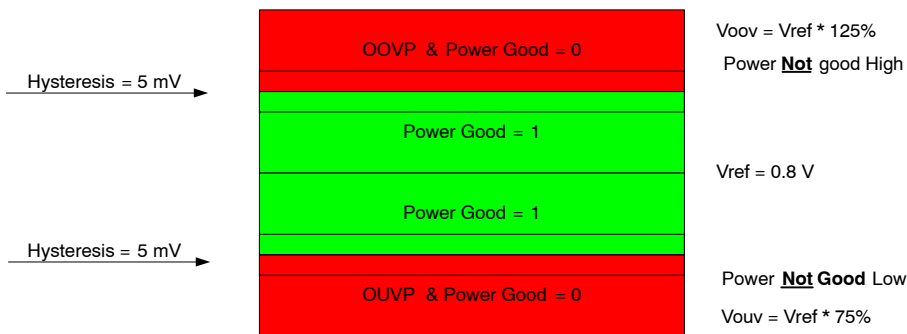 Voov = Vref * 125%
OOVP & Power Good = 0
Power Not good High
Hysteresis = 5 mV
Power Good = 1
Vref = 0.8 V
Power Good = 1
Hysteresis = 5 mV
Power Not Good Low
OUVP & Power Good = 0
Vouv = Vref * 75%